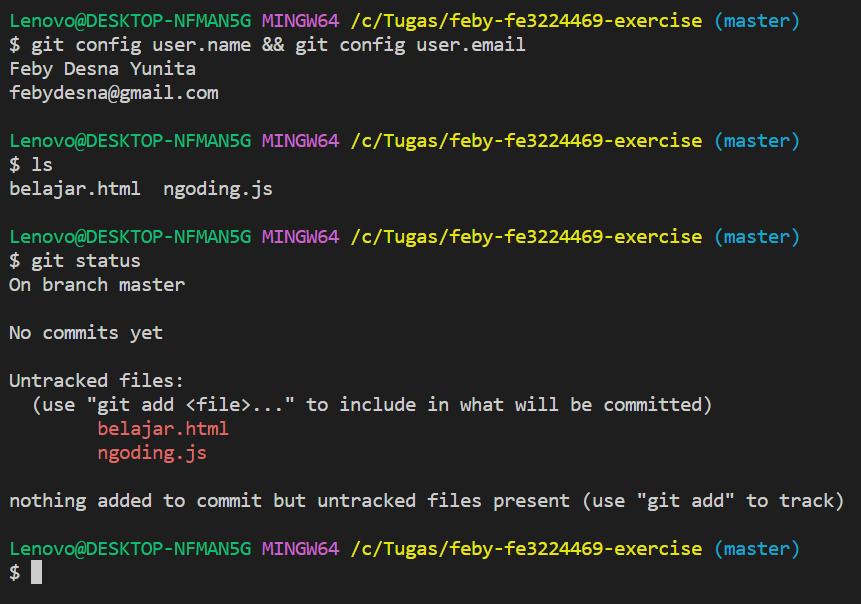 Lenovo@DESKTOP-NFMAN5G MINGW64 /c/Tugas/feby-fe3224469-exercise (master)
$ git config user.name && git config user.email
Feby Desna Yunita
febydesna@gmail.com
Lenovo@DESKTOP-NFMAN5G MINGW64 /c/Tugas/feby-fe3224469-exercise (master)
$ ls
belajar.html  ngoding.js
Lenovo@DESKTOP-NFMAN5G MINGW64 /c/Tugas/feby-fe3224469-exercise (master)
$ git status
On branch master
No commits yet
Untracked files:
  (use "git add <file>..." to include in what will be committed)
        belajar.html
        ngoding.js
nothing added to commit but untracked files present (use "git add" to track)
Lenovo@DESKTOP-NFMAN5G MINGW64 /c/Tugas/feby-fe3224469-exercise (master)
$